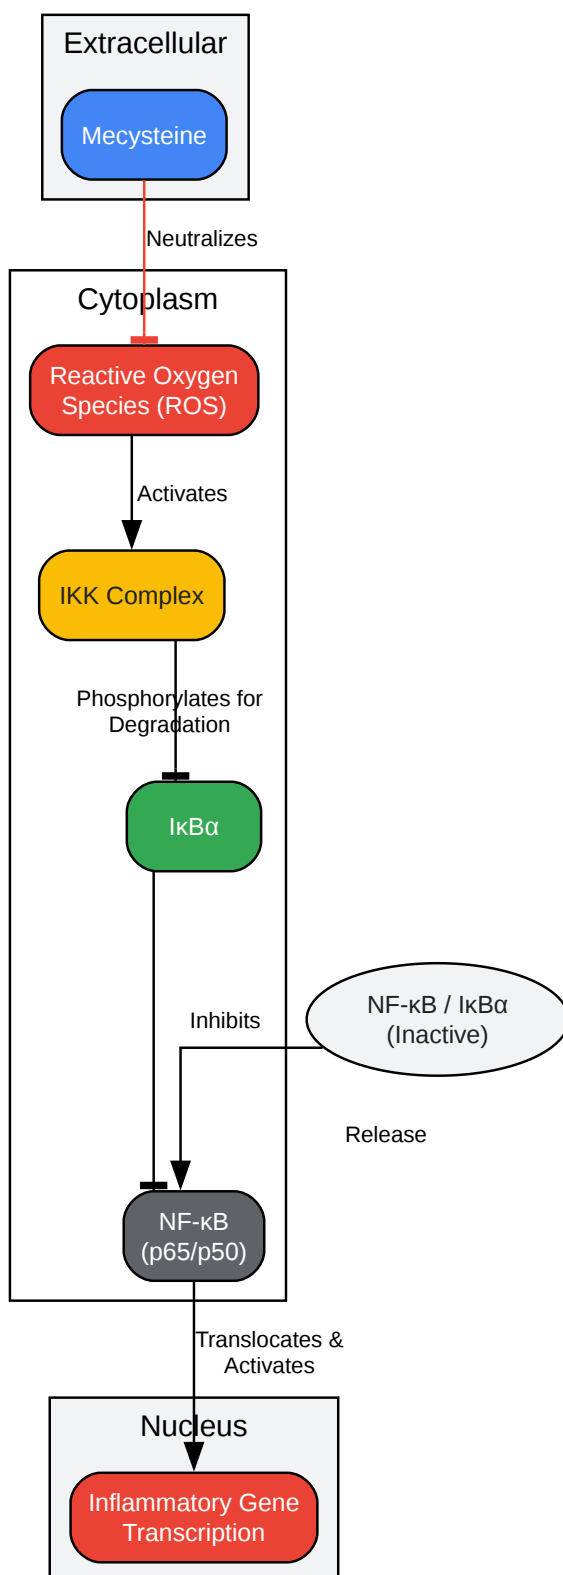 Extracellular
Mecysteine
Neutralizes
Cytoplasm
Reactive Oxygen
Species (ROS)
Activates
IKK Complex
Phosphorylates for
Degradation
IκBα
NF-κB / IκBα
(Inactive)
Inhibits
Release
NF-κB
(p65/p50)
Translocates &
Activates
Nucleus
Inflammatory Gene
Transcription